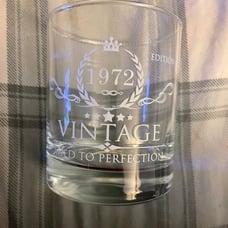 EDITION
1972
VINTAGE
TO PERFECTION